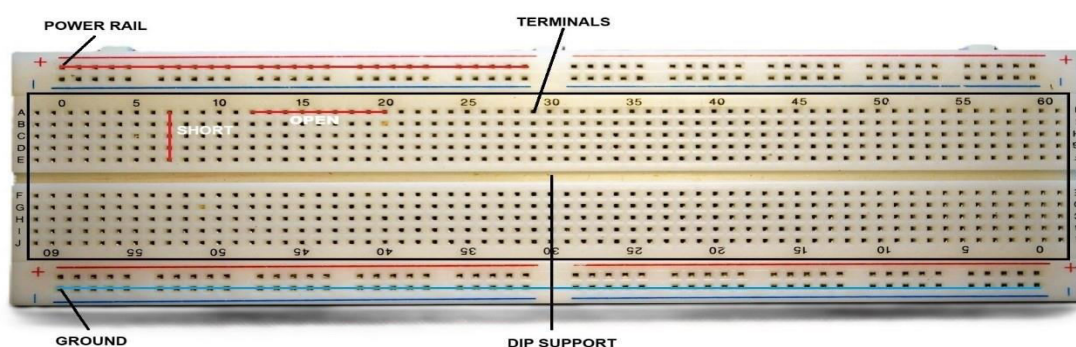 POWER RAIL
TERMINALS
+ +
0 5 10 15 20 25 30 35 40 45 50 55 60
A
B
C
D
E
SHORT
OPEN
F
G
H
I
J
60 55 50 45 40 35 30 25 20 15 10 5 0
+ +
GROUND
DIP SUPPORT